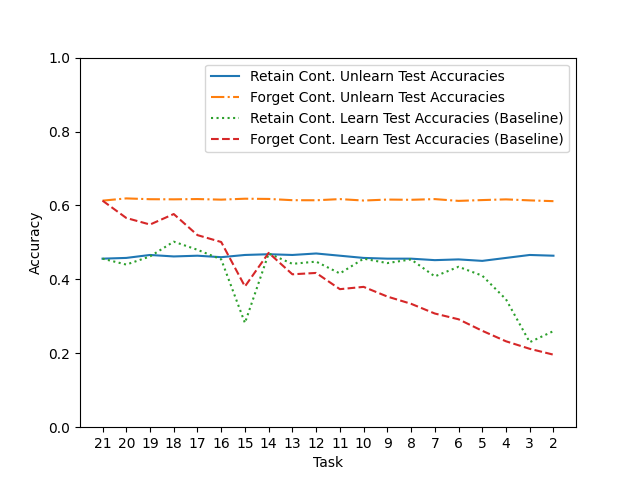 Retain Cont. Unlearn Test Accuracies
Forget Cont. Unlearn Test Accuracies
Retain Cont. Learn Test Accuracies (Baseline)
Forget Cont. Learn Test Accuracies (Baseline)
1.0
0.8
0.6
0.4
0.2
0.0
Accuracy
21 20 19 18 17 16 15 14 13 12 11 10 9 8 7 6 5 4 3 2
Task